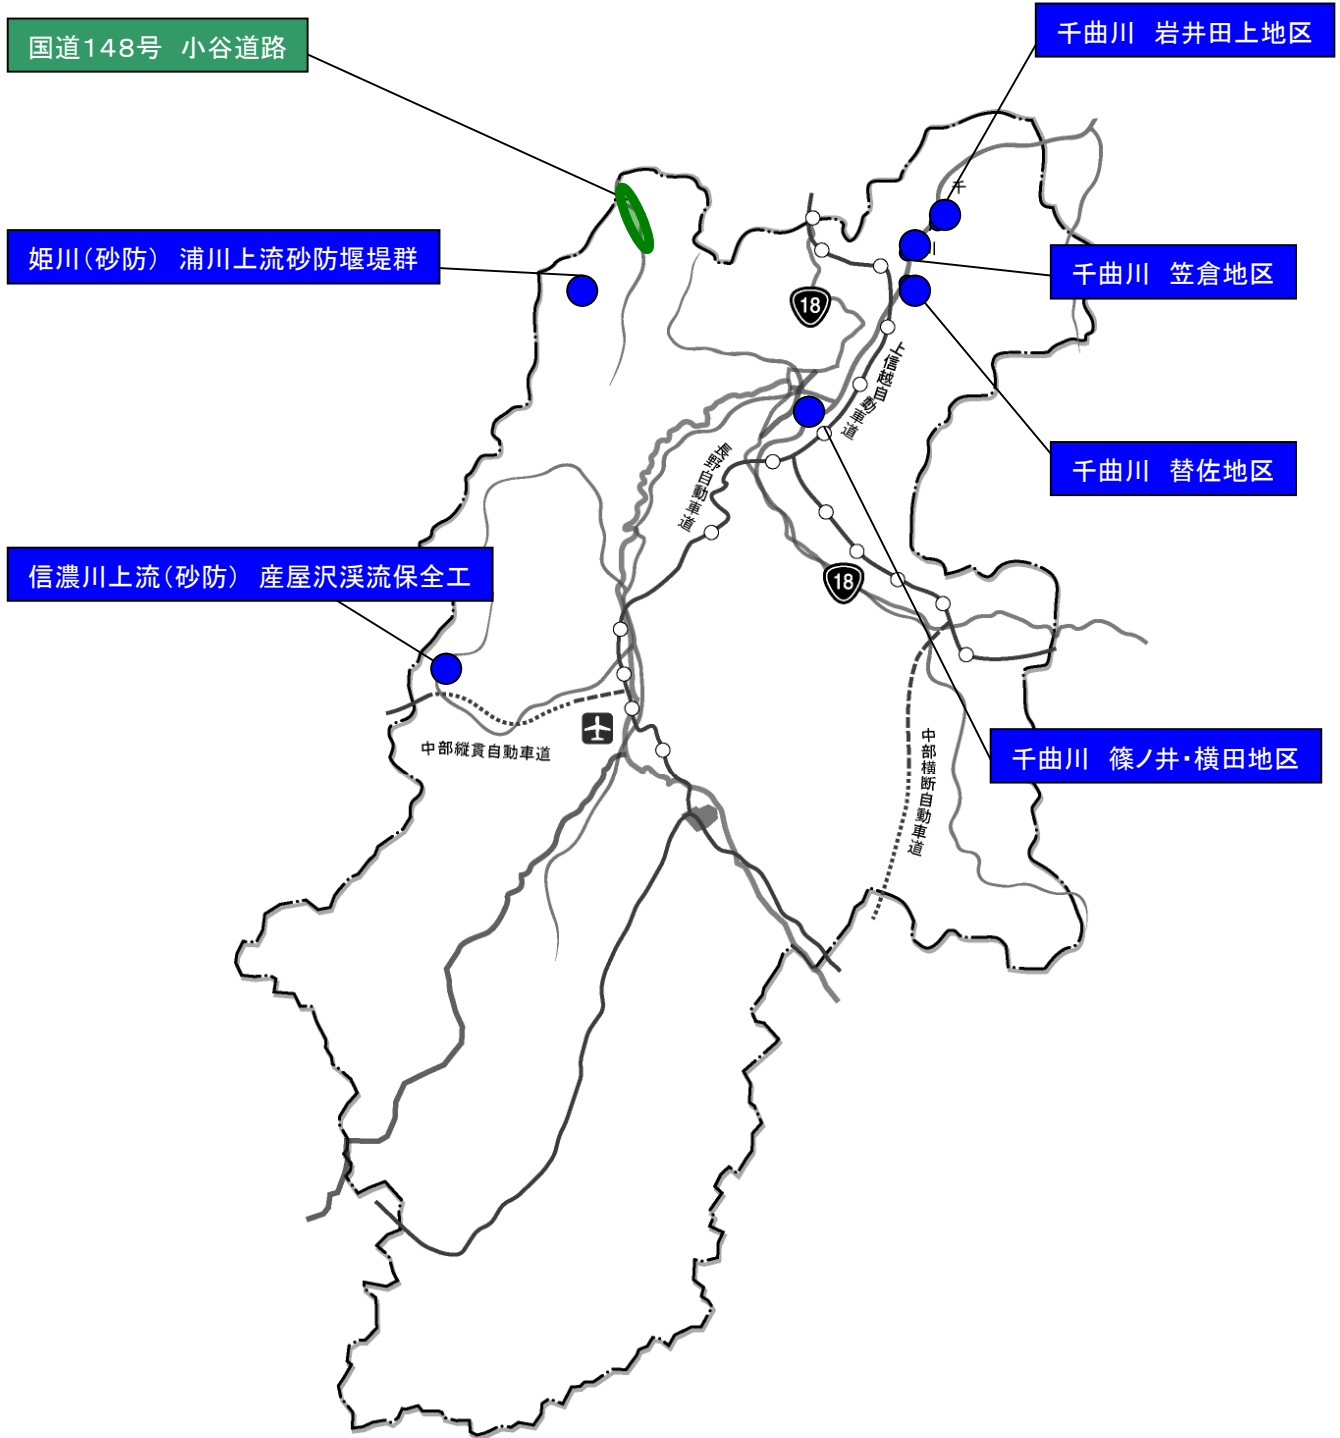 国道148号　小谷道路
千曲川　岩井田上地区
千
川
姫川（砂防）　浦川上流砂防堰堤群
千曲川　笠倉地区
18
上信越自動車道
長野自動車道
千曲川　替佐地区
信濃川上流（砂防）　産屋沢渓流保全工
18
中部縦貫自動車道
中部横断自動車道
千曲川　篠ノ井・横田地区